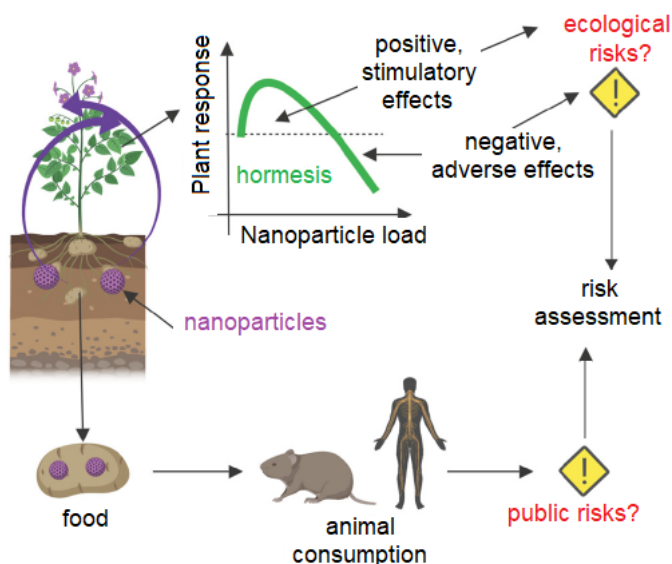 ecological
risks?
positive,
stimulatory
effects
negative,
adverse effects
Plant response
hormesis
Nanoparticle load
nanoparticles
risk
assessment
food
animal
consumption
public risks?